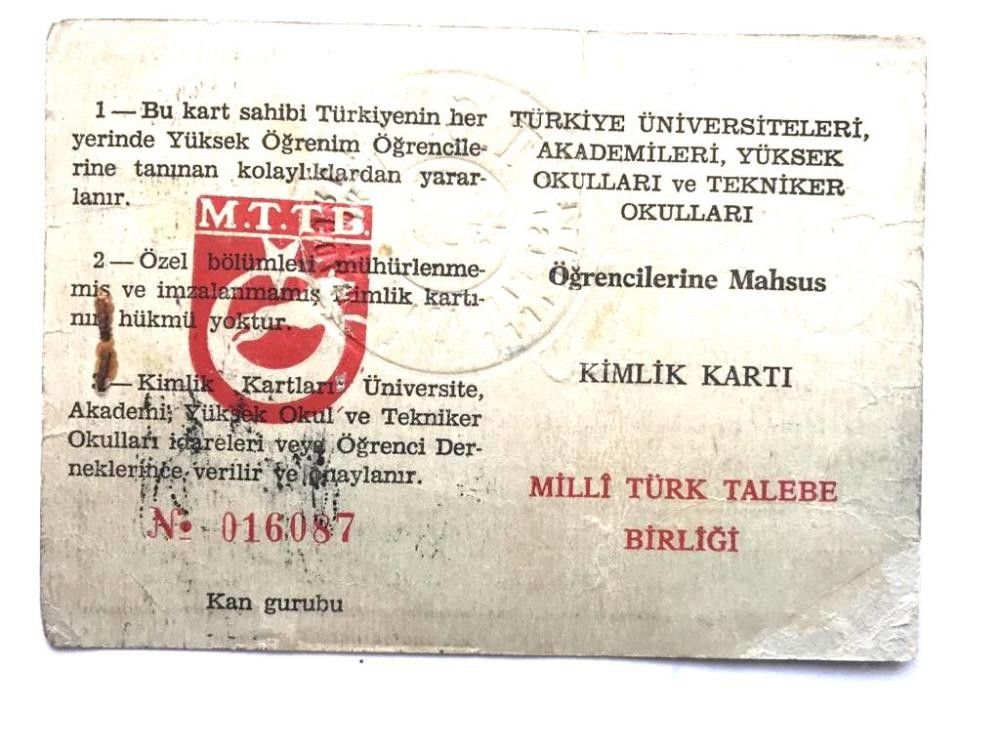 1 — Bu kart sahibi Türkiyenin her
yerinde Yüksek Öğrenim Öğrencile-
rine tanınan kolaylıklardan yarar-
lanır.
M.T.T.B.
2 — Özel bölümleri mühürlenme-
miş ve imzalanmamış kimlik kartı-
nın hükmü yoktur.
3 — Kimlik Kartları: Üniversite,
Akademi, Yüksek Okul ve Tekniker
Okulları idareleri veya Öğrenci Der-
neklerince verilir ve onaylanır.
№ 016087
Kan gurubu
TÜRKİYE ÜNİVERSİTELERİ,
AKADEMİLERİ, YÜKSEK
OKULLARI ve TEKNİKER
OKULLARI
Öğrencilerine Mahsus
KİMLİK KARTI
MİLLÎ TÜRK TALEBE
BİRLİĞİ